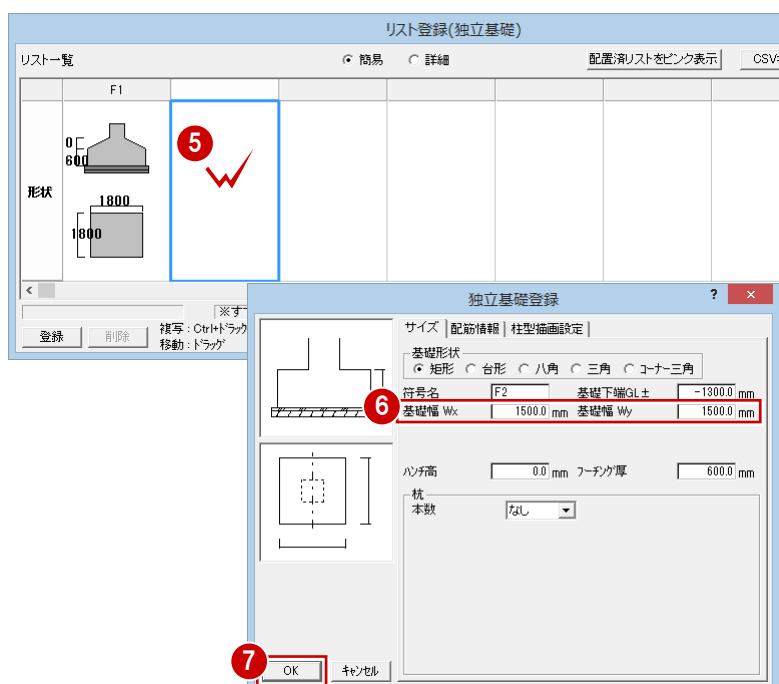 リスト登録(独立基礎)
リスト一覧
簡易
詳細
配置済リストをピンク表示
CSV
F1
5
0
600
形状
1800
1800
<
※す
登録
削除
複写：Ctrl+ドラッグ
移動：ドラッグ
独立基礎登録
?
×
サイズ
配筋情報
柱型描画設定
基礎形状
矩形
台形
八角
三角
コーナー三角
符号名
F2
基礎下端GL±
-1300.0 mm
6
基礎幅 Wx
1500.0 mm
基礎幅 Wy
1500.0 mm
ハンチ高
0.0 mm
フーチング厚
600.0 mm
杭
本数
なし
7
OK
キャンセル